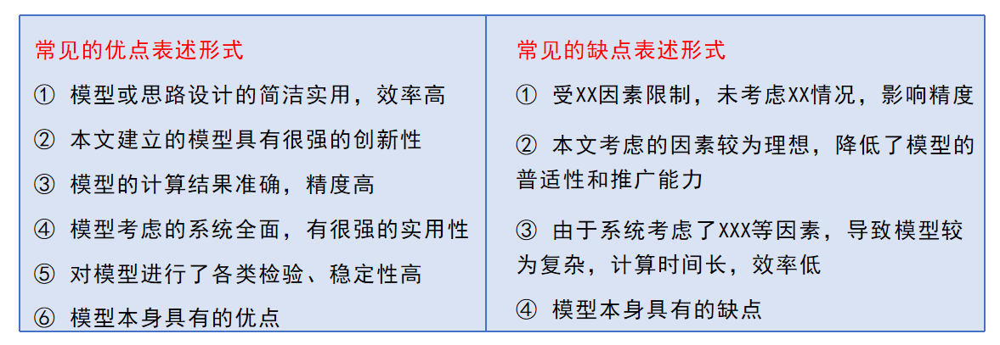 常见的优点表述形式
① 模型或思路设计的简洁实用，效率高
② 本文建立的模型具有很强的创新性
③ 模型的计算结果准确，精度高
④ 模型考虑的系统全面，有很强的实用性
⑤ 对模型进行了各类检验、稳定性高
⑥ 模型本身具有的优点
常见的缺点表述形式
① 受XX因素限制，未考虑XX情况，影响精度
② 本文考虑的因素较为理想，降低了模型的
普适性和推广能力
③ 由于系统考虑了XXX等因素，导致模型较
为复杂，计算时间长，效率低
④ 模型本身具有的缺点